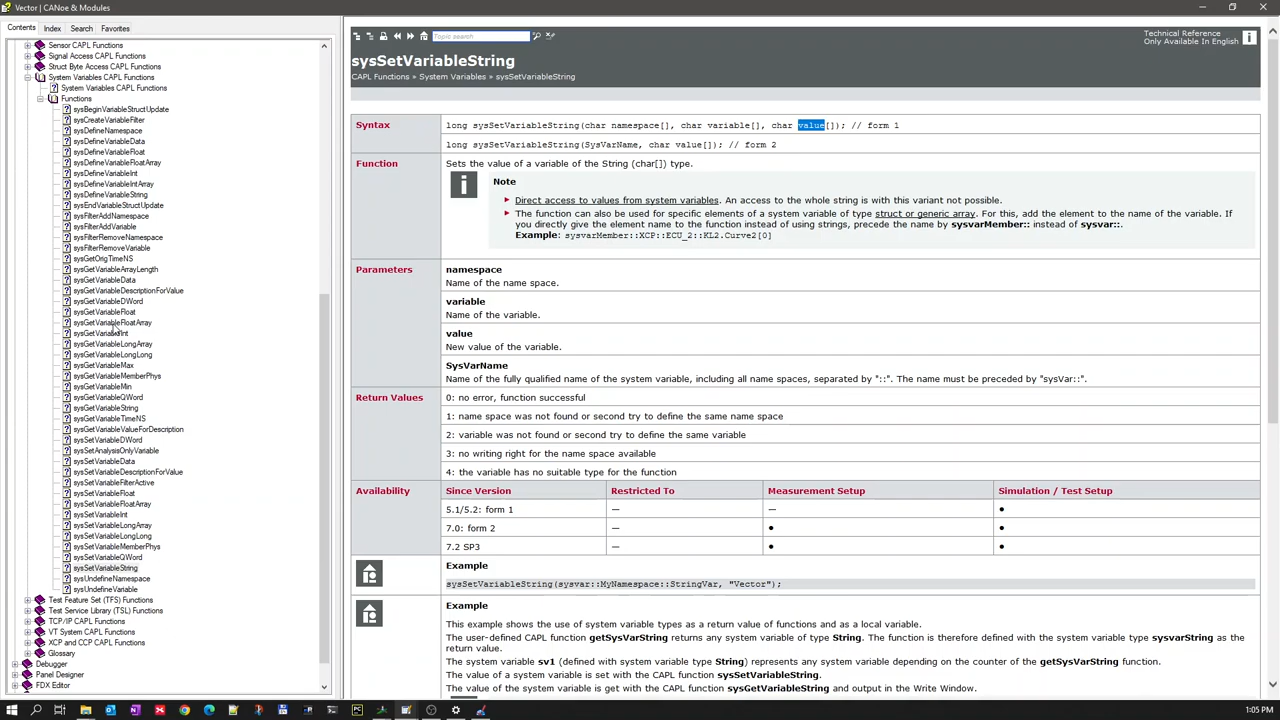 Vector | CANoe & Modules
Contents
Index
Search
Favorites
Sensor CAPL Functions
Signal Access CAPL Functions
Struct Byte Access CAPL Functions
System Variables CAPL Functions
System Variables CAPL Functions
Functions
sysBeginVariableStructUpdate
sysCreateVariableFilter
sysDefineNamespace
sysDefineVariableData
sysDefineVariableFloat
sysDefineVariableFloatArray
sysDefineVariableInt
sysDefineVariableIntArray
sysDefineVariableString
sysEndVariableStructUpdate
sysFilterAddNamespace
sysFilterAddVariable
sysFilterRemoveNamespace
sysFilterRemoveVariable
sysGetOrigTimeNS
sysGetVariableArrayLength
sysGetVariableData
sysGetVariableDescriptionForValue
sysGetVariableDWord
sysGetVariableFloat
sysGetVariableFloatArray
sysGetVariableInt
sysGetVariableLongArray
sysGetVariableLongLong
sysGetVariableMax
sysGetVariableMemberPhys
sysGetVariableMin
sysGetVariableQWord
sysGetVariableString
sysGetVariableTimeNS
sysGetVariableValueForDescription
sysSetVariableDWord
sysSetAnalysisOnlyVariable
sysSetVariableData
sysSetVariableDescriptionForValue
sysSetVariableFilterActive
sysSetVariableFloat
sysSetVariableFloatArray
sysSetVariableInt
sysSetVariableLongArray
sysSetVariableLongLong
sysSetVariableMemberPhys
sysSetVariableQWord
sysSetVariableString
sysUndefineNamespace
sysUndefineVariable
Test Feature Set (TFS) Functions
Test Service Library (TSL) Functions
TCP/IP CAPL Functions
VT System CAPL Functions
XCP and CCP CAPL Functions
Glossary
Debugger
Panel Designer
FDX Editor
Topic search
Technical Reference
Only Available In English
sysSetVariableString
CAPL Functions » System Variables » sysSetVariableString
Syntax
long sysSetVariableString(char namespace[], char variable[], char value[]); // form 1
long sysSetVariableString(SysVarName, char value[]); // form 2
Function
Sets the value of a variable of the String (char[]) type.
Note
Direct access to values from system variables. An access to the whole string is with this variant not possible.
The function can also be used for specific elements of a system variable of type struct or generic array. For this, add the element to the name of the variable. If
you directly give the element name to the function instead of using strings, precede the name by sysvarMember:: instead of sysvar::.
Example: sysvarMember::XCP::ECU_2::KL2.Curve2[0]
Parameters
namespace
Name of the name space.
variable
Name of the variable.
value
New value of the variable.
SysVarName
Name of the fully qualified name of the system variable, including all name spaces, separated by "::". The name must be preceded by "sysVar::".
Return Values
0: no error, function successful
1: name space was not found or second try to define the same name space
2: variable was not found or second try to define the same variable
3: no writing right for the name space available
4: the variable has no suitable type for the function
Availability
Since Version
Restricted To
Measurement Setup
Simulation / Test Setup
5.1/5.2: form 1
—
—
●
7.0: form 2
—
●
●
7.2 SP3
—
●
●
Example
sysSetVariableString(sysvar::MyNamespace::StringVar, "Vector");
Example
This example shows the use of system variable types as a return value of functions and as a local variable.
The user-defined CAPL function getSysVarString returns any system variable of type String. The function is therefore defined with the system variable type sysvarString as the
return value.
The system variable sv1 (defined with system variable type String) represents any system variable depending on the counter of the getSysVarString function.
The value of a system variable is set with the CAPL function sysSetVariableString.
The value of the system variable is get with the CAPL function sysGetVariableString and output in the Write Window.
1:05 PM